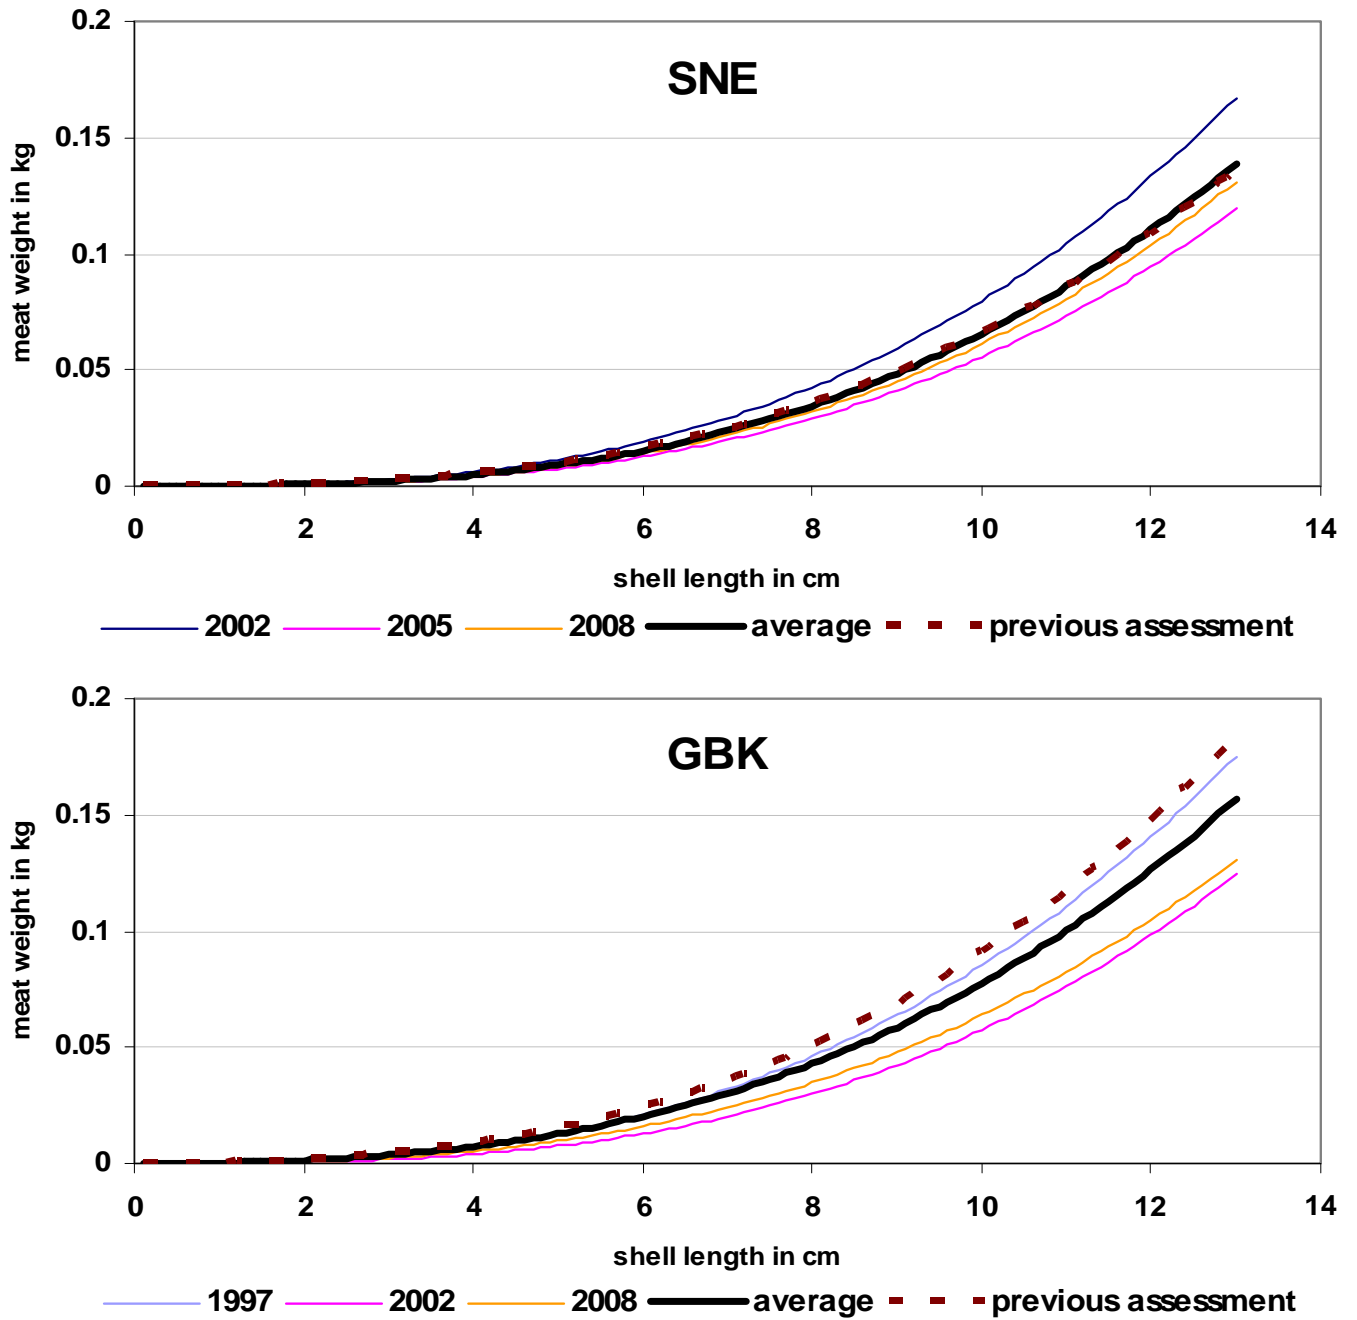 SNE
meat weight in kg
0.2
0.15
0.1
0.05
0
0 2 4 6 8 10 12 14
shell length in cm
2002 2005 2008 average previous assessment
GBK
meat weight in kg
0.2
0.15
0.1
0.05
0
0 2 4 6 8 10 12 14
shell length in cm
1997 2002 2008 average previous assessment